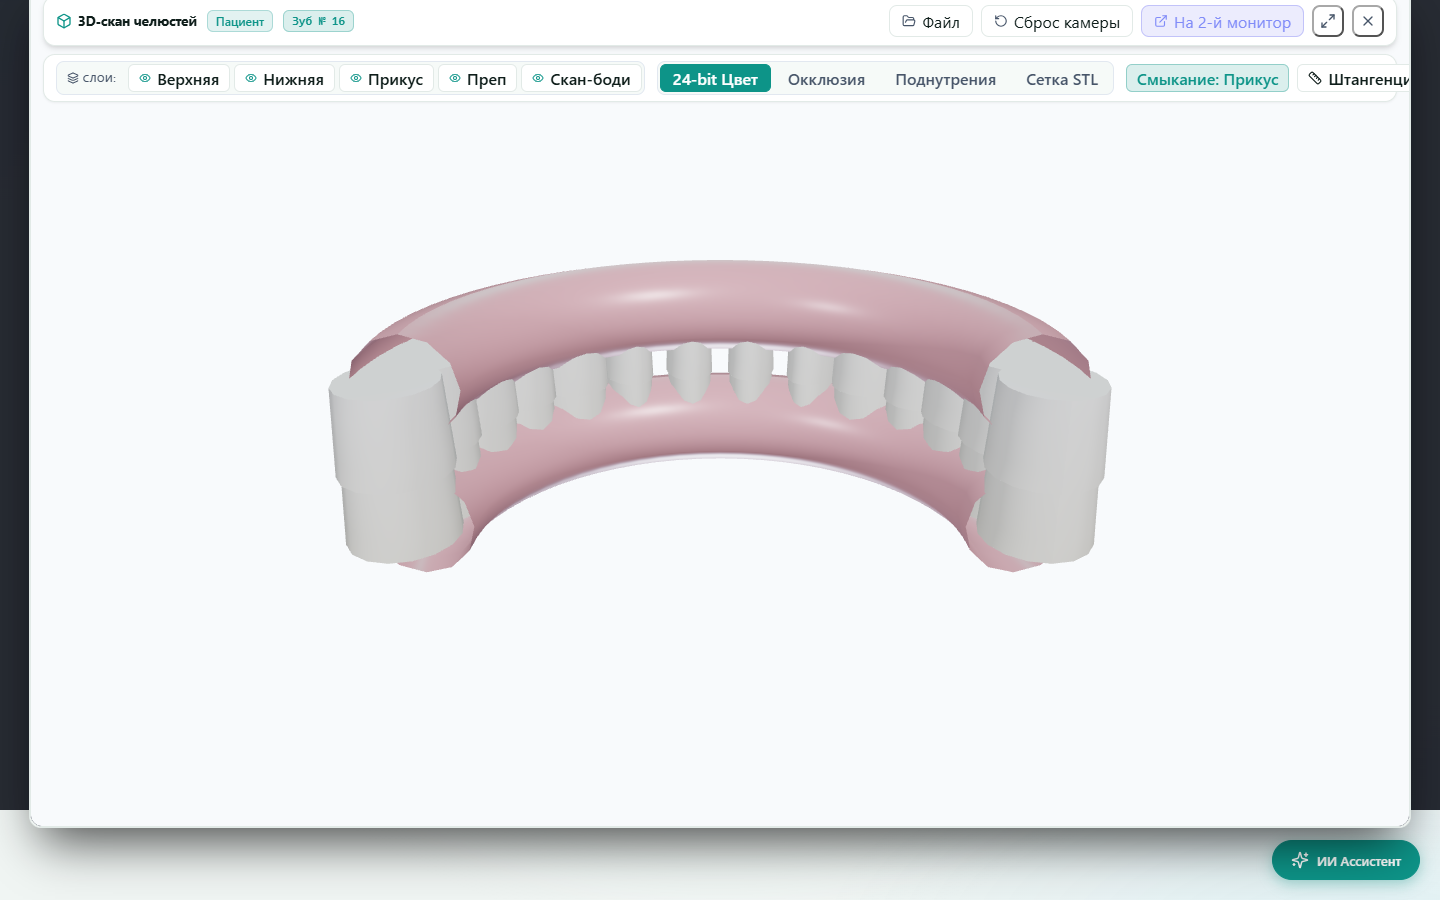 3D-скан челюстей
Пациент
Зуб № 16
Файл
Сброс камеры
На 2-й монитор
СЛОИ:
Верхняя
Нижняя
Прикус
Преп
Скан-боди
24-bit Цвет
Окклюзия
Поднутрения
Сетка STL
Смыкание: Прикус
Штангенци
ИИ Ассистент